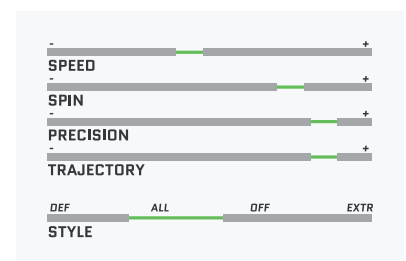 - +
SPEED
- +
SPIN
- +
PRECISION
- +
TRAJECTORY
DEF ALL OFF EXTR
STYLE